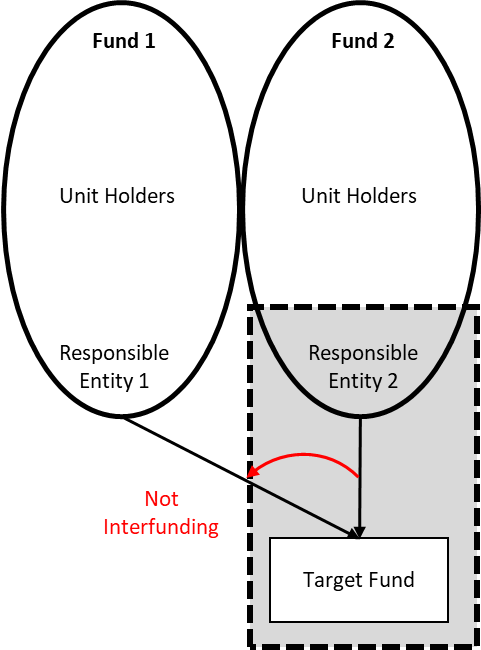 Fund 1
Fund 2
Unit Holders
Unit Holders
Responsible
Entity 1
Responsible
Entity 2
Not
Interfunding
Target Fund